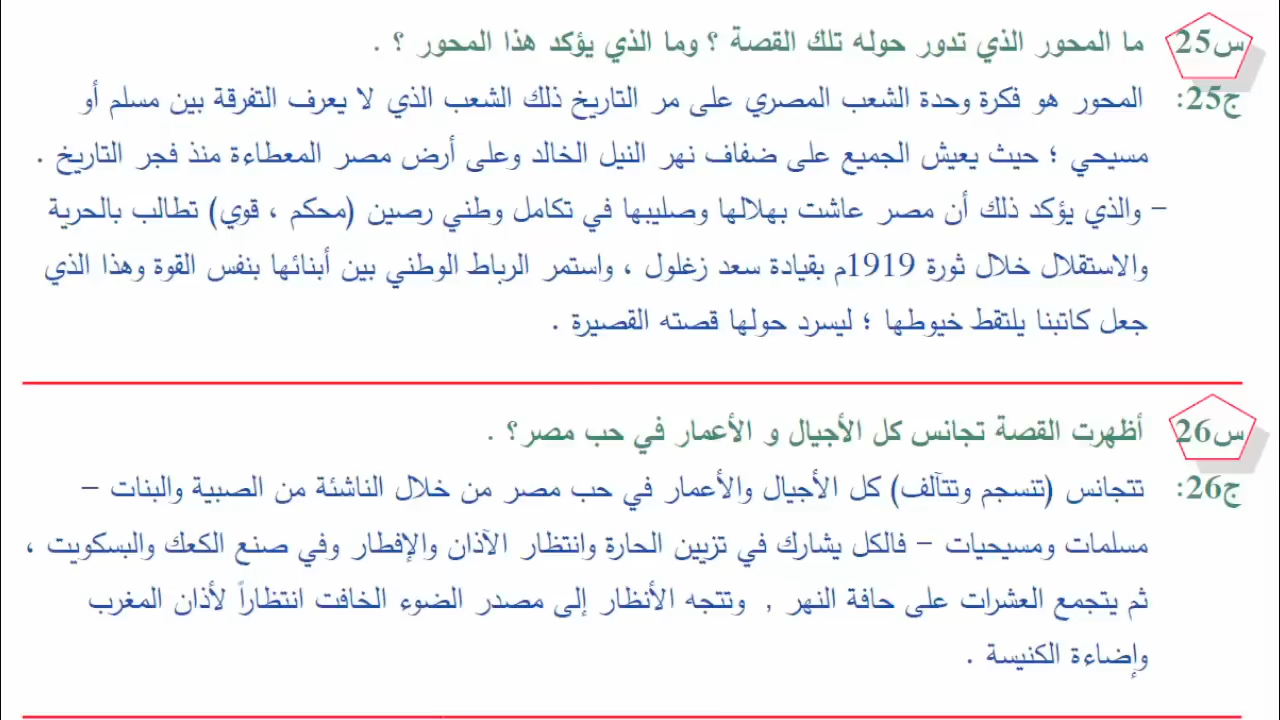 س25 ما المحور الذي تدور حوله تلك القصة ؟ وما الذي يؤكد هذا المحور ؟ .
ج25: المحور هو فكرة وحدة الشعب المصري على مر التاريخ ذلك الشعب الذي لا يعرف التفرقة بين مسلم أو
مسيحي ؛ حيث يعيش الجميع على ضفاف نهر النيل الخالد وعلى أرض مصر المعطاءة منذ فجر التاريخ .
– والذي يؤكد ذلك أن مصر عاشت بهلالها وصليبها في تكامل وطني رصين (محكم ، قوي) تطالب بالحرية
والاستقلال خلال ثورة 1919م بقيادة سعد زغلول ، واستمر الرباط الوطني بين أبنائها بنفس القوة وهذا الذي
جعل كاتبنا يلتقط خيوطها ؛ ليسرد حولها قصته القصيرة .
س26 أظهرت القصة تجانس كل الأجيال و الأعمار في حب مصر؟ .
ج26: تتجانس (تنسجم وتتآلف) كل الأجيال والأعمار في حب مصر من خلال الناشئة من الصبية والبنات –
مسلمات ومسيحيات – فالكل يشارك في تزيين الحارة وانتظار الآذان والإفطار وفي صنع الكعك والبسكويت ،
ثم يتجمع العشرات على حافة النهر , وتتجه الأنظار إلى مصدر الضوء الخافت انتظاراً لأذان المغرب
وإضاءة الكنيسة .